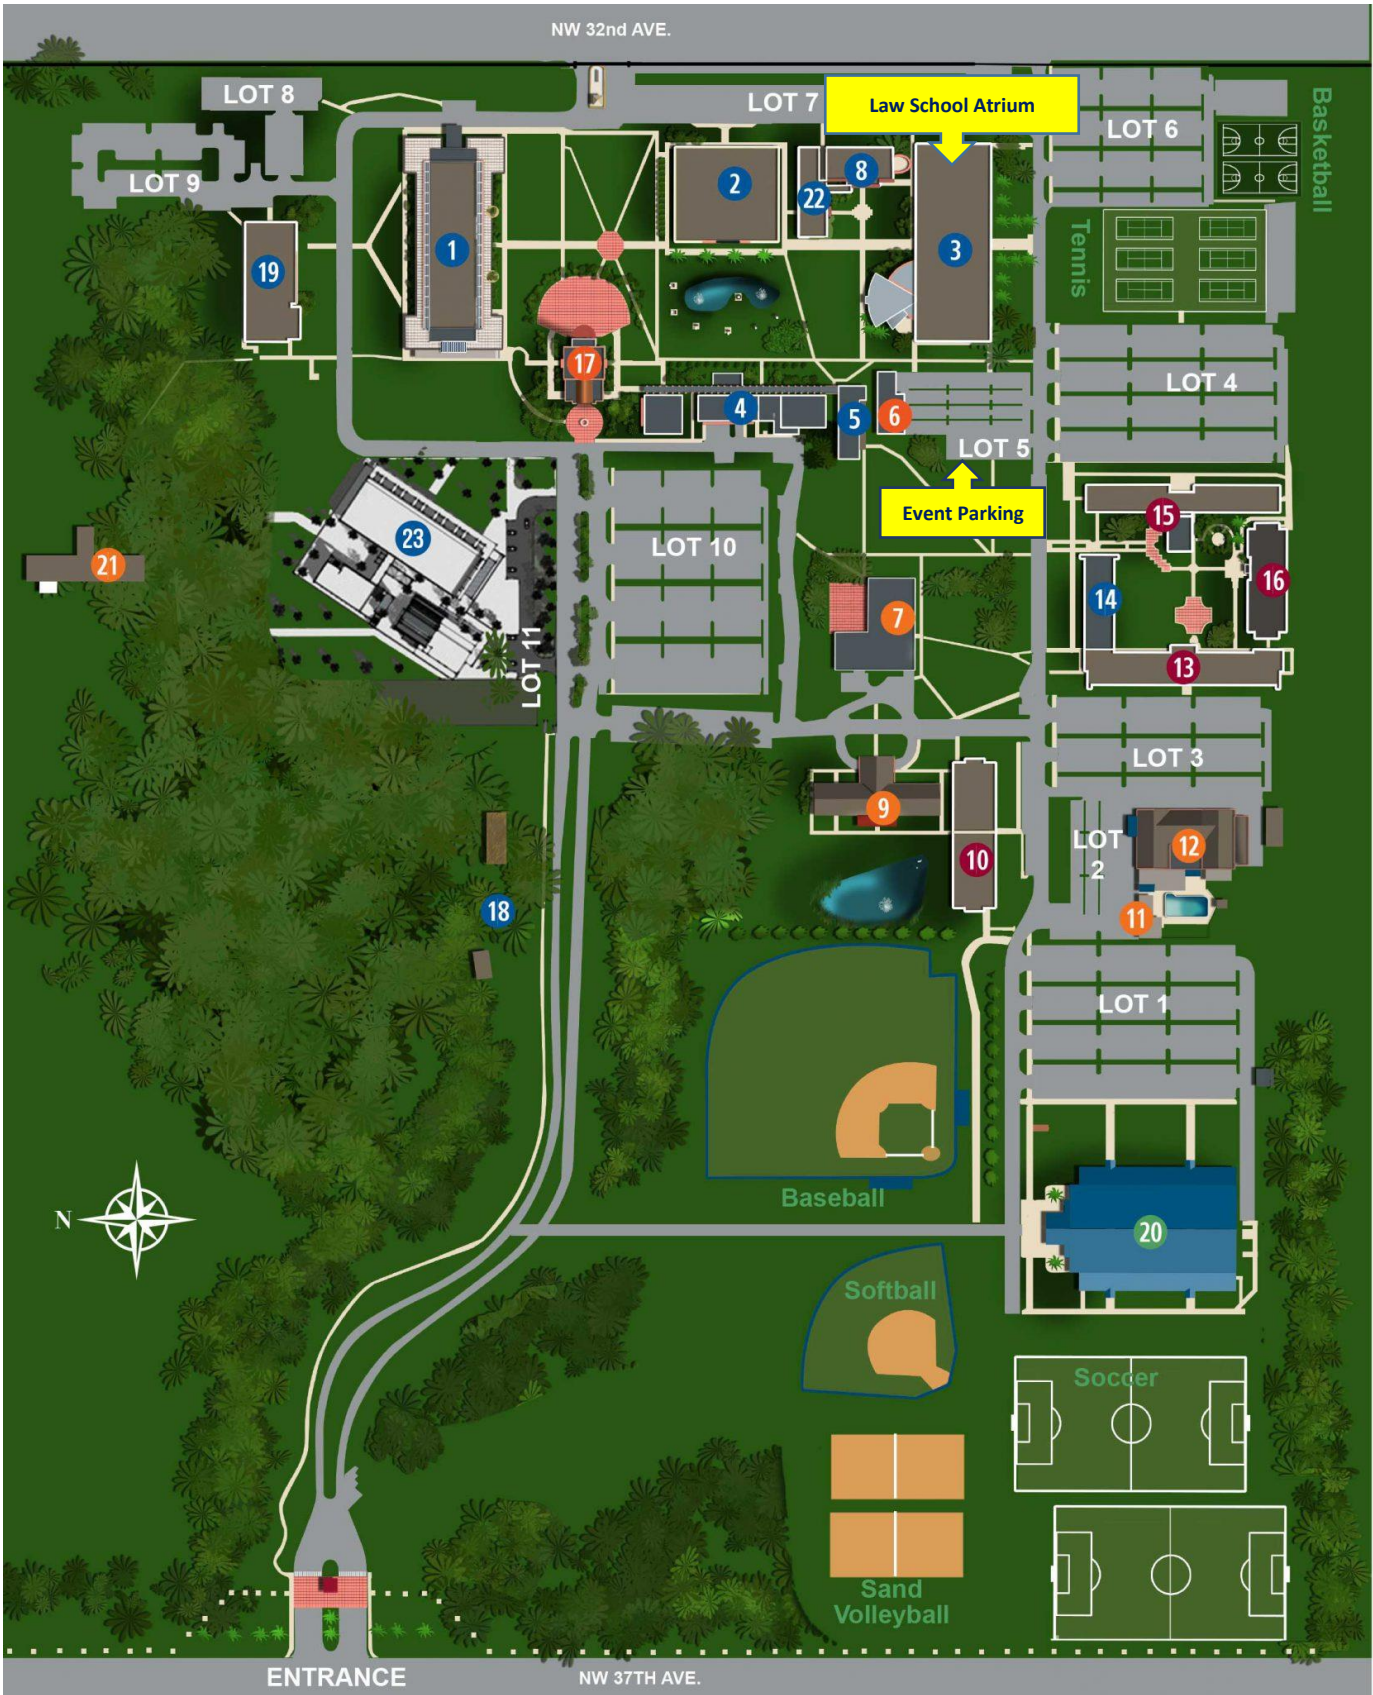 NW 32nd AVE.
LOT 8
LOT 7
Law School Atrium
LOT 6
Basketball
LOT 9
2
8
22
1
3
19
Tennis
17
4
5
6
LOT 4
LOT 5
Event Parking
23
21
LOT 10
15
16
14
7
LOT 11
13
LOT 3
9
10
LOT
2
12
18
11
LOT 1
Baseball
N
20
Softball
Soccer
Sand
Volleyball
ENTRANCE
NW 37TH AVE.